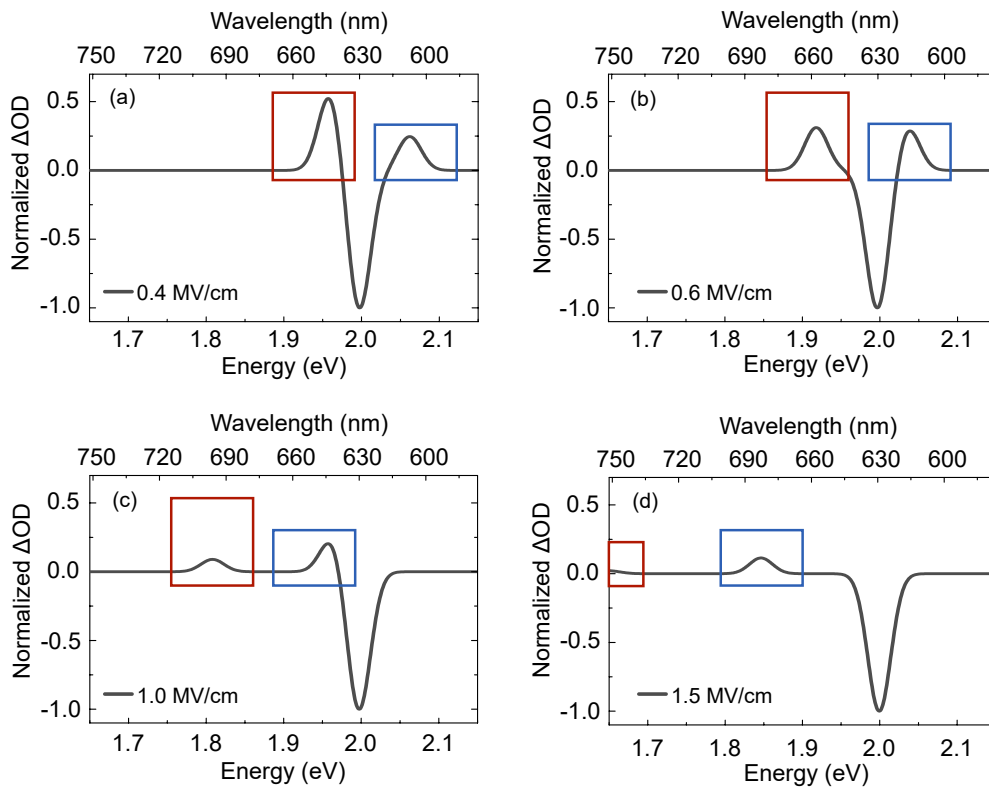 Wavelength (nm)
750 720 690 660 630 600
(a)
0.5
0.0
-0.5
-1.0
Normalized ΔOD
0.4 MV/cm
1.7 1.8 1.9 2.0 2.1
Energy (eV)
Wavelength (nm)
750 720 690 660 630 600
(b)
0.5
0.0
-0.5
-1.0
Normalized ΔOD
0.6 MV/cm
1.7 1.8 1.9 2.0 2.1
Energy (eV)
Wavelength (nm)
750 720 690 660 630 600
(c)
0.5
0.0
-0.5
-1.0
Normalized ΔOD
1.0 MV/cm
1.7 1.8 1.9 2.0 2.1
Energy (eV)
Wavelength (nm)
750 720 690 660 630 600
(d)
0.5
0.0
-0.5
-1.0
Normalized ΔOD
1.5 MV/cm
1.7 1.8 1.9 2.0 2.1
Energy (eV)